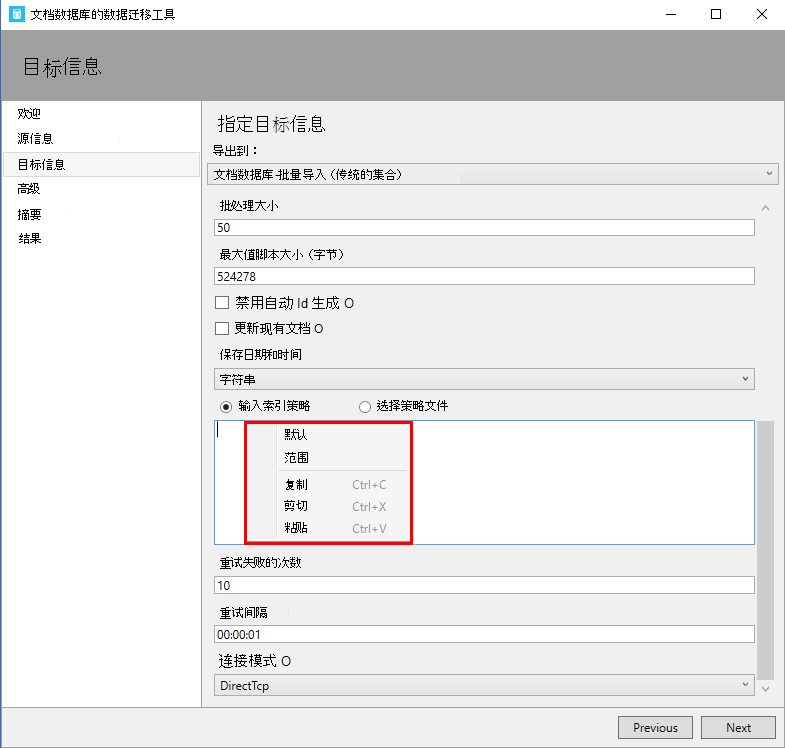 文档数据库的数据迁移工具
目标信息
欢迎
源信息
目标信息
高级
摘要
结果
指定目标信息
导出到：
文档数据库-批量导入（传统的集合）
批处理大小
50
最大值脚本大小（字节）
524278
禁用自动 Id 生成 O
更新现有文档 O
保存日期和时间
字符串
输入索引策略 选择策略文件
默认
范围
复制 Ctrl+C
剪切 Ctrl+X
粘贴 Ctrl+V
重试失败的次数
10
重试间隔
00:00:01
连接模式 O
DirectTcp
Previous Next